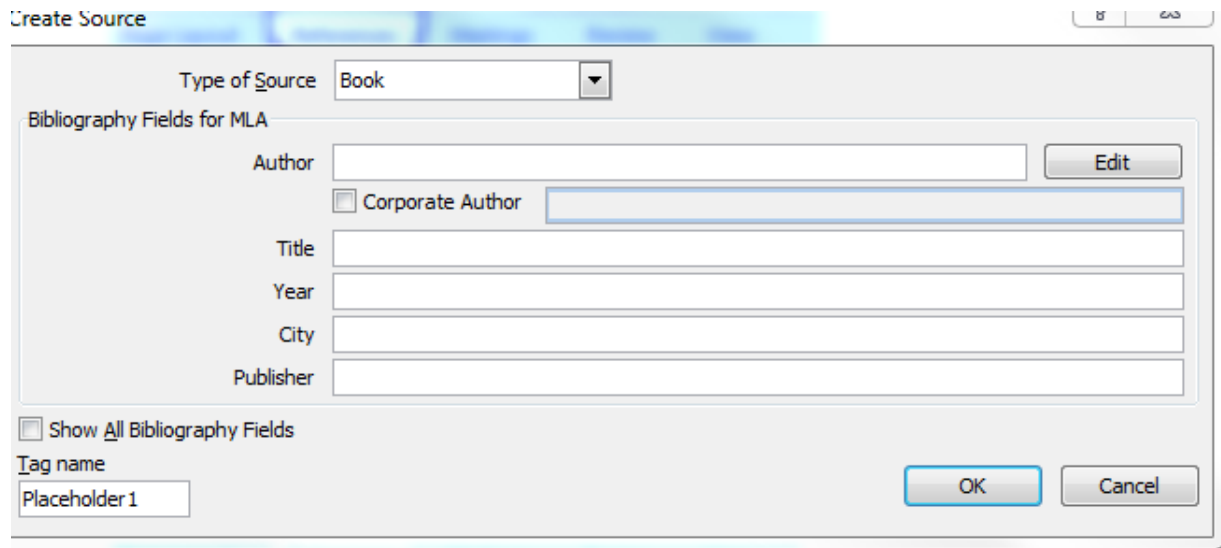 Create Source
Type of Source Book
Bibliography Fields for MLA
Author Edit
Corporate Author
Title
Year
City
Publisher
Show All Bibliography Fields
Tag name
Placeholder1
OK Cancel